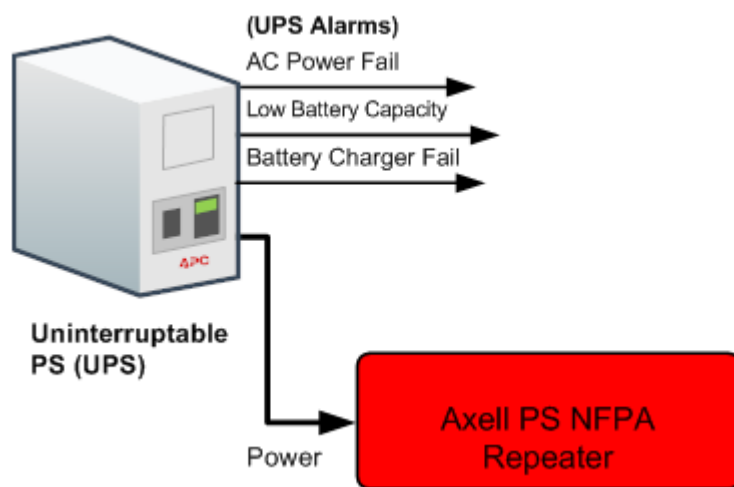 (UPS Alarms)
AC Power Fail
Low Battery Capacity
Battery Charger Fail
APC
Uninterruptable
PS (UPS)
Power
Axell PS NFPA
Repeater